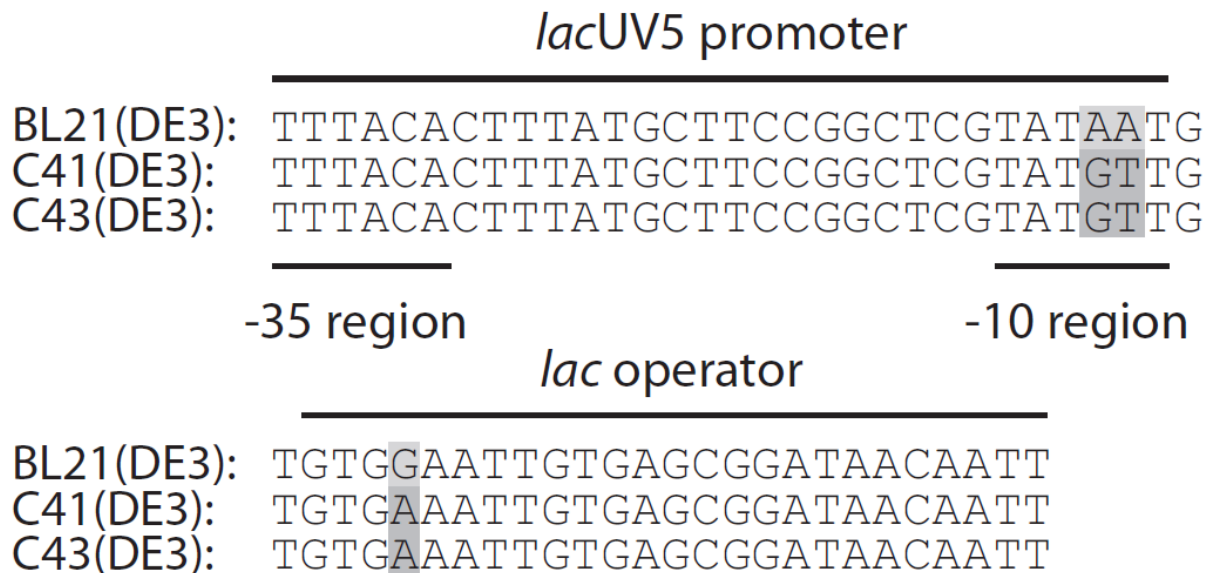 lacUV5 promoter
BL21(DE3): TTTACACTTTATGCTTCCGGCTCGTATAATG
C41(DE3): TTTACACTTTATGCTTCCGGCTCGTATGTTG
C43(DE3): TTTACACTTTATGCTTCCGGCTCGTATGTTG
-35 region -10 region
lac operator
BL21(DE3): TGTGGAATTGTGAGCGGATAACAATT
C41(DE3): TGTGAAATTGTGAGCGGATAACAATT
C43(DE3): TGTGAAATTGTGAGCGGATAACAATT